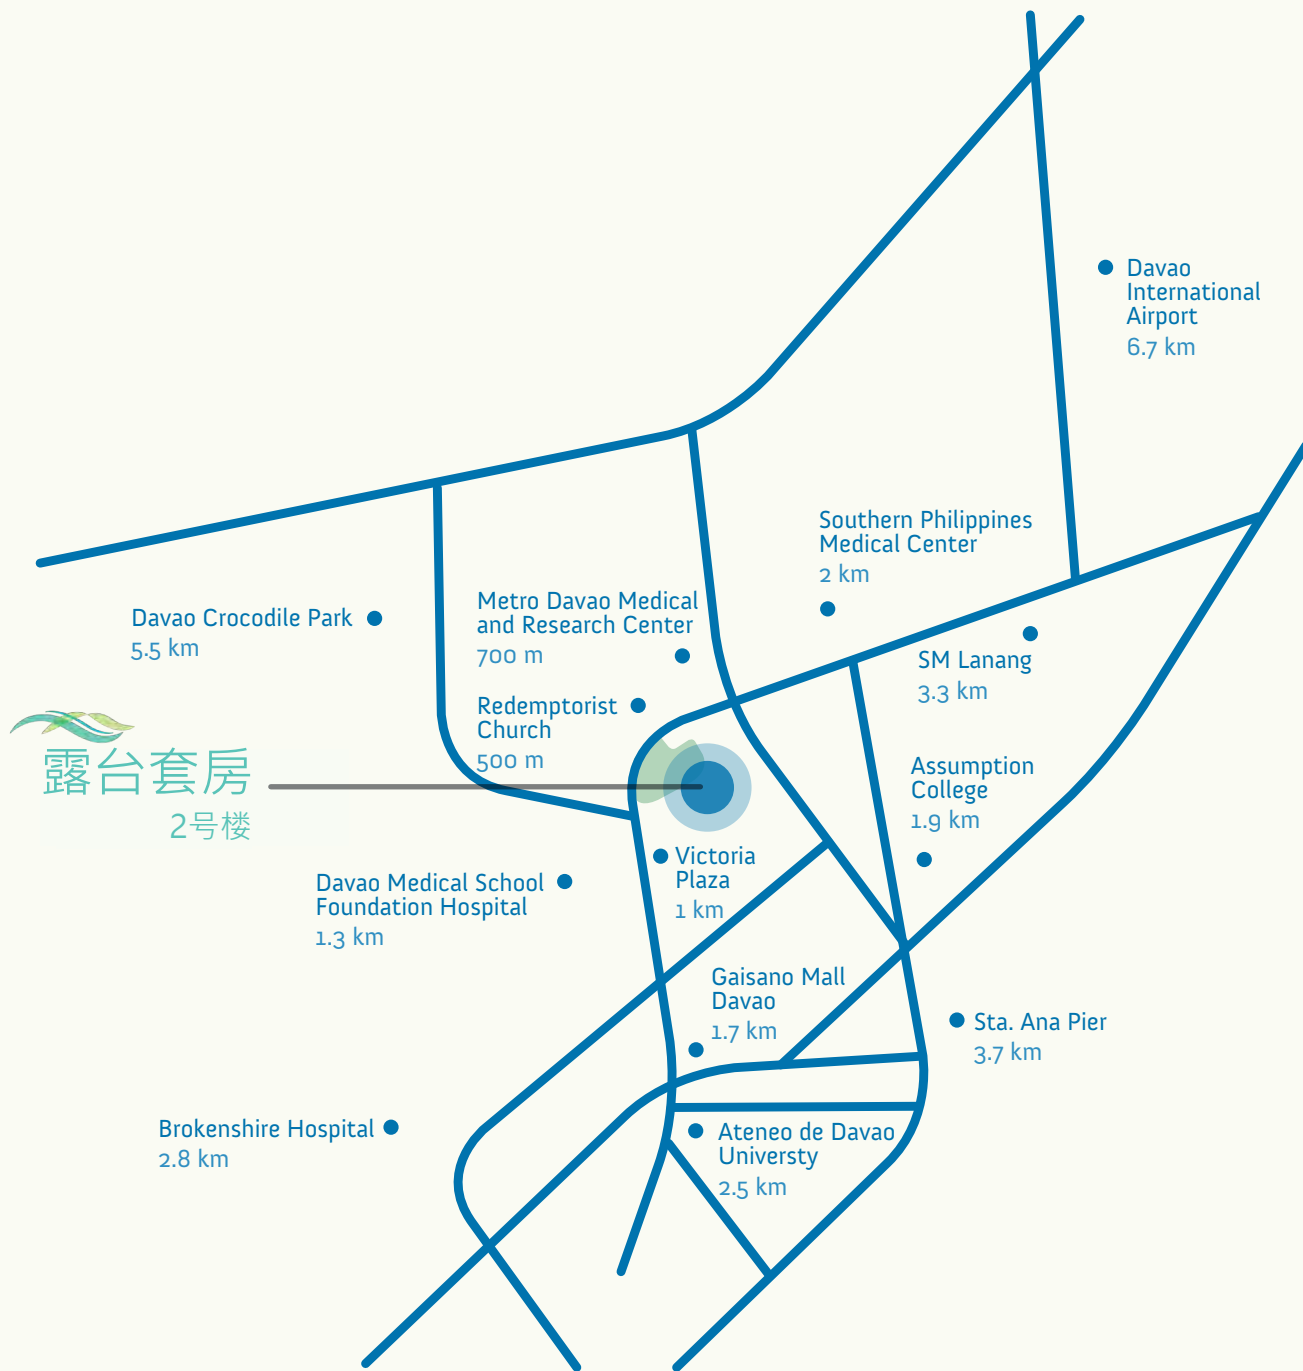 Davao
International
Airport
6.7 km
Southern Philippines
Medical Center
2 km
Metro Davao Medical
and Research Center
700 m
Davao Crocodile Park
5.5 km
SM Lanang
3.3 km
Redemptorist
Church
500 m
露台套房
2号楼
Assumption
College
1.9 km
Victoria
Plaza
1 km
Davao Medical School
Foundation Hospital
1.3 km
Gaisano Mall
Davao
1.7 km
Sta. Ana Pier
3.7 km
Brokenshire Hospital
2.8 km
Ateneo de Davao
Universty
2.5 km